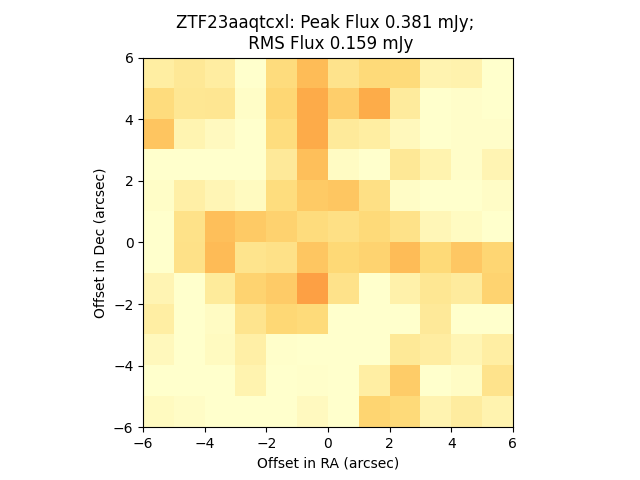 ZTF23aaqtcxl: Peak Flux 0.381 mJy;
RMS Flux 0.159 mJy
6
4
2
0
−2
−4
−6
Offset in Dec (arcsec)
−6 −4 −2 0 2 4 6
Offset in RA (arcsec)